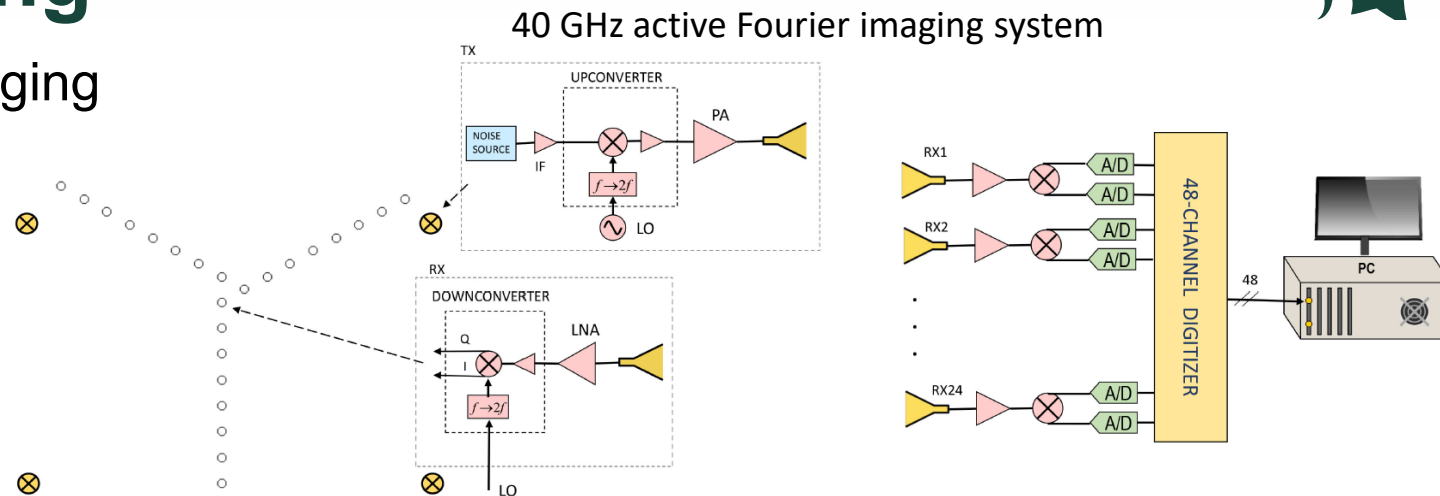 ng
40 GHz active Fourier imaging system
ging
TX
UPCONVERTER
PA
NOISE
SOURCE
IF
f→2f
LO
RX
DOWNCONVERTER
LNA
Q
I
f→2f
LO
RX1
A/D
A/D
RX2
A/D
A/D
RX24
A/D
A/D
48-CHANNEL DIGITIZER
48
PC